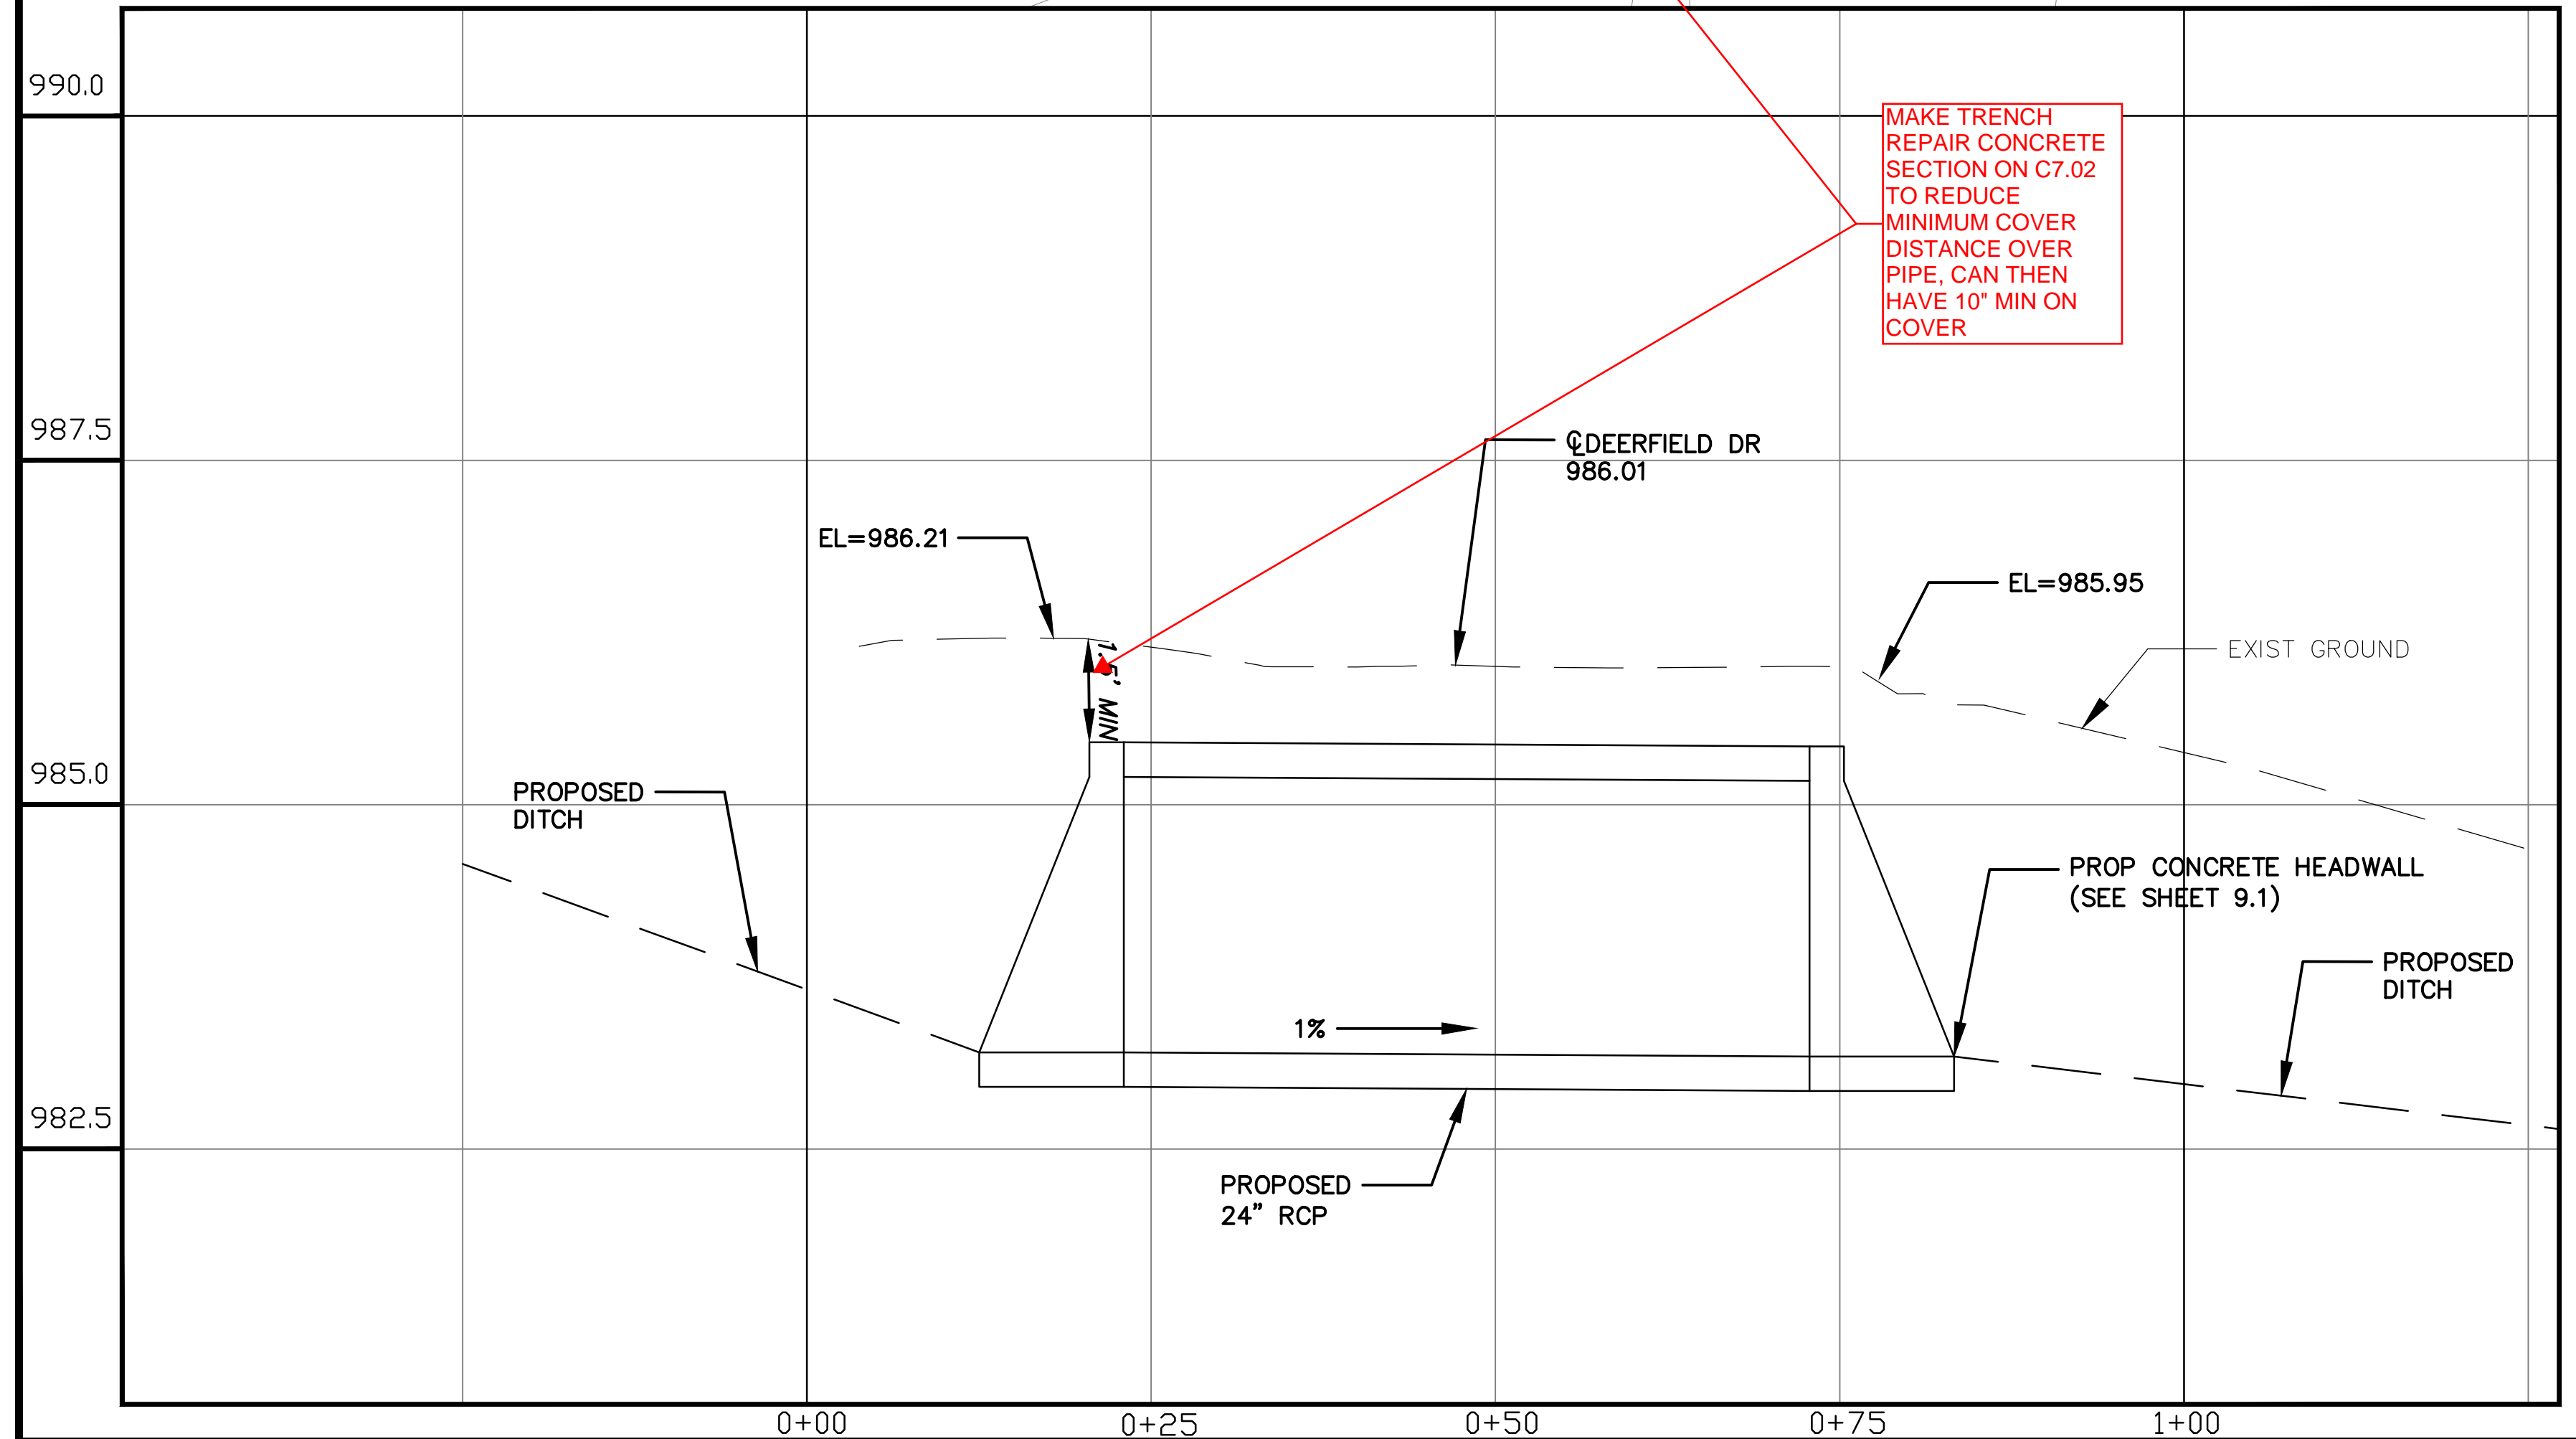 990.0
MAKE TRENCH
REPAIR CONCRETE
SECTION ON C7.02
TO REDUCE
MINIMUM COVER
DISTANCE OVER
PIPE, CAN THEN
HAVE 10" MIN ON
COVER
987.5
℄ DEERFIELD DR
986.01
EL=986.21
EL=985.95
EXIST GROUND
MIN
985.0
PROPOSED
DITCH
PROP CONCRETE HEADWALL
(SEE SHEET 9.1)
PROPOSED
DITCH
1%
982.5
PROPOSED
24" RCP
0+00
0+25
0+50
0+75
1+00